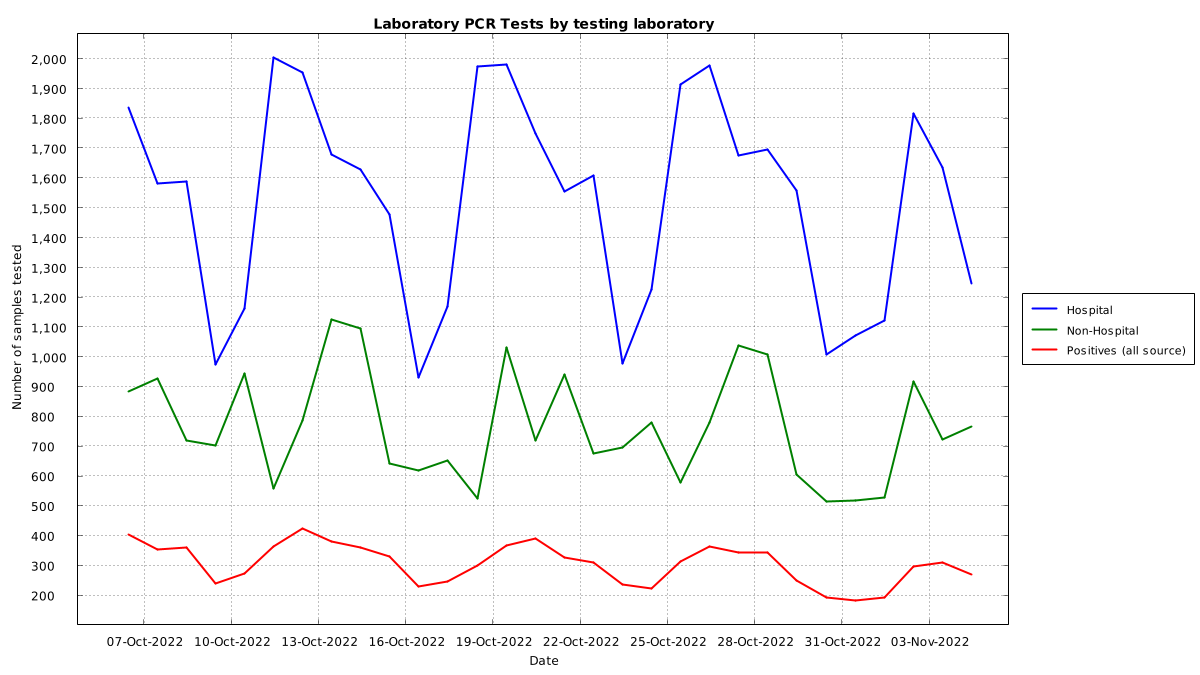 Laboratory PCR Tests by testing laboratory
2,000
1,900
1,800
1,700
1,600
1,500
1,400
1,300
1,200
1,100
1,000
900
800
700
600
500
400
300
200
Number of samples tested
07-Oct-2022 10-Oct-2022 13-Oct-2022 16-Oct-2022 19-Oct-2022 22-Oct-2022 25-Oct-2022 28-Oct-2022 31-Oct-2022 03-Nov-2022
Date
Hospital
Non-Hospital
Positives (all source)